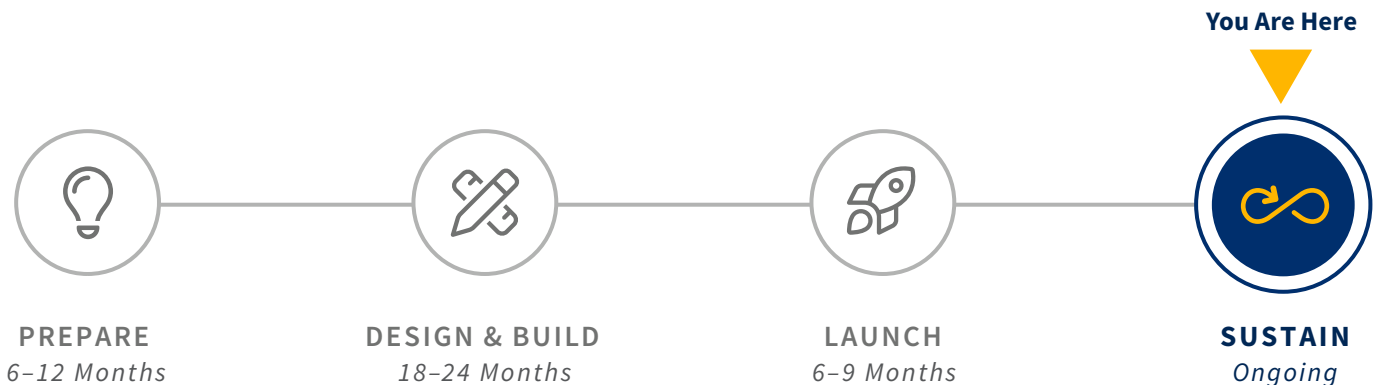 You Are Here
PREPARE
6–12 Months
DESIGN & BUILD
18–24 Months
LAUNCH
6–9 Months
SUSTAIN
Ongoing